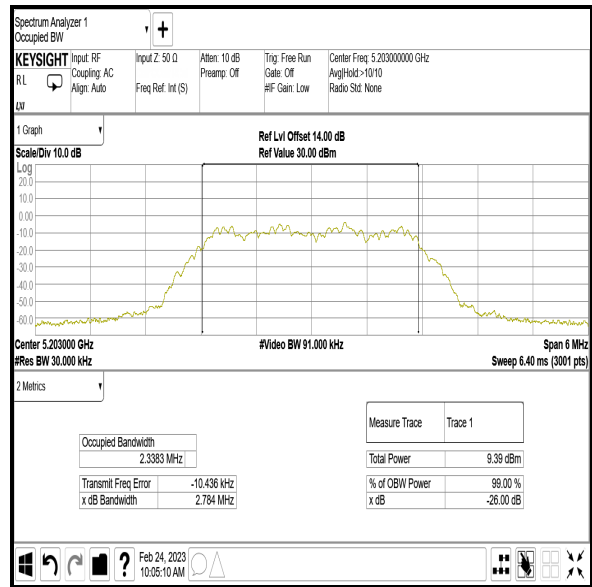 Spectrum Analyzer 1
Occupied BW
KEYSIGHT
RL
LXI
Input: RF
Coupling: AC
Align: Auto
Input Z: 50 Ω
Freq Ref: Int (S)
Atten: 10 dB
Preamp: Off
Trig: Free Run
Gate: Off
#IF Gain: Low
Center Freq: 5.203000000 GHz
Avg|Hold:>10/10
Radio Std: None
1 Graph
Scale/Div 10.0 dB
Ref Lvl Offset 14.00 dB
Ref Value 30.00 dBm
Log
20.0
10.0
0.00
-10.0
-20.0
-30.0
-40.0
-50.0
-60.0
Center 5.203000 GHz
#Video BW 91.000 kHz
Span 6 MHz
#Res BW 30.000 kHz
Sweep 6.40 ms (3001 pts)
2 Metrics
Measure Trace Trace 1
Occupied Bandwidth
2.3383 MHz
Total Power 9.39 dBm
Transmit Freq Error -10.436 kHz
% of OBW Power 99.00 %
x dB Bandwidth 2.784 MHz
x dB -26.00 dB
?
Feb 24, 2023
10:05:10 AM